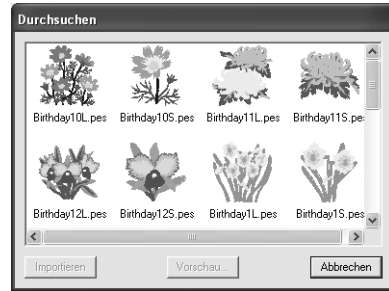 Durchsuchen
Birthday10L.pes Birthday10S.pes Birthday11L.pes Birthday11S.pes
Birthday12L.pes Birthday12S.pes Birthday1L.pes Birthday1S.pes
Importieren Vorschau... Abbrechen